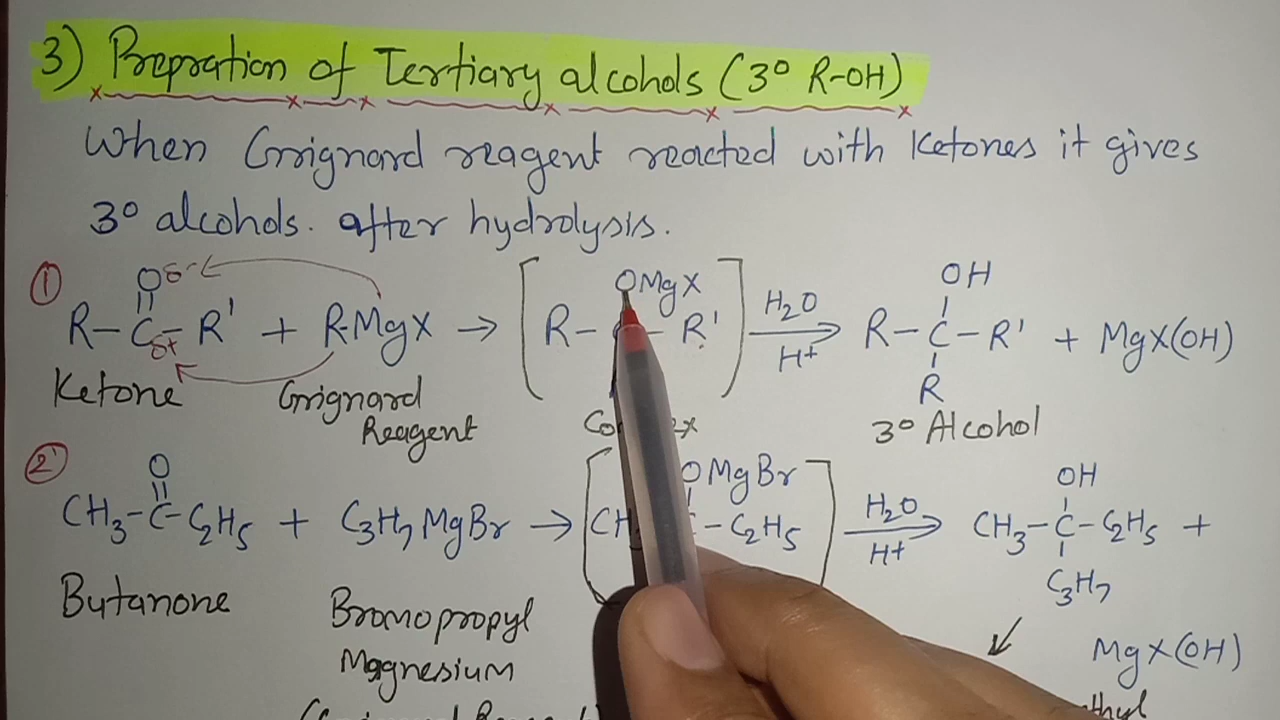 3) Prepration of Tertiary alcohols (3° R-OH)
When Grignard reagent reacted with Ketones it gives
3° alcohols. after hydrolysis.
① O δ- [ OMgX ] OH
R-C-R' + R-MgX → R- -R' H2O H+ → R-C-R' + MgX(OH)
δ+ R
Ketone Grignard Reagent 3° Alcohol
② O OMgBr OH
CH3-C-C2H5 + C3H7MgBr → [ -C2H5 ] H2O H+ → CH3-C-C2H5 +
C3H7
Butanone Bromopropyl
Magnesium MgX(OH)